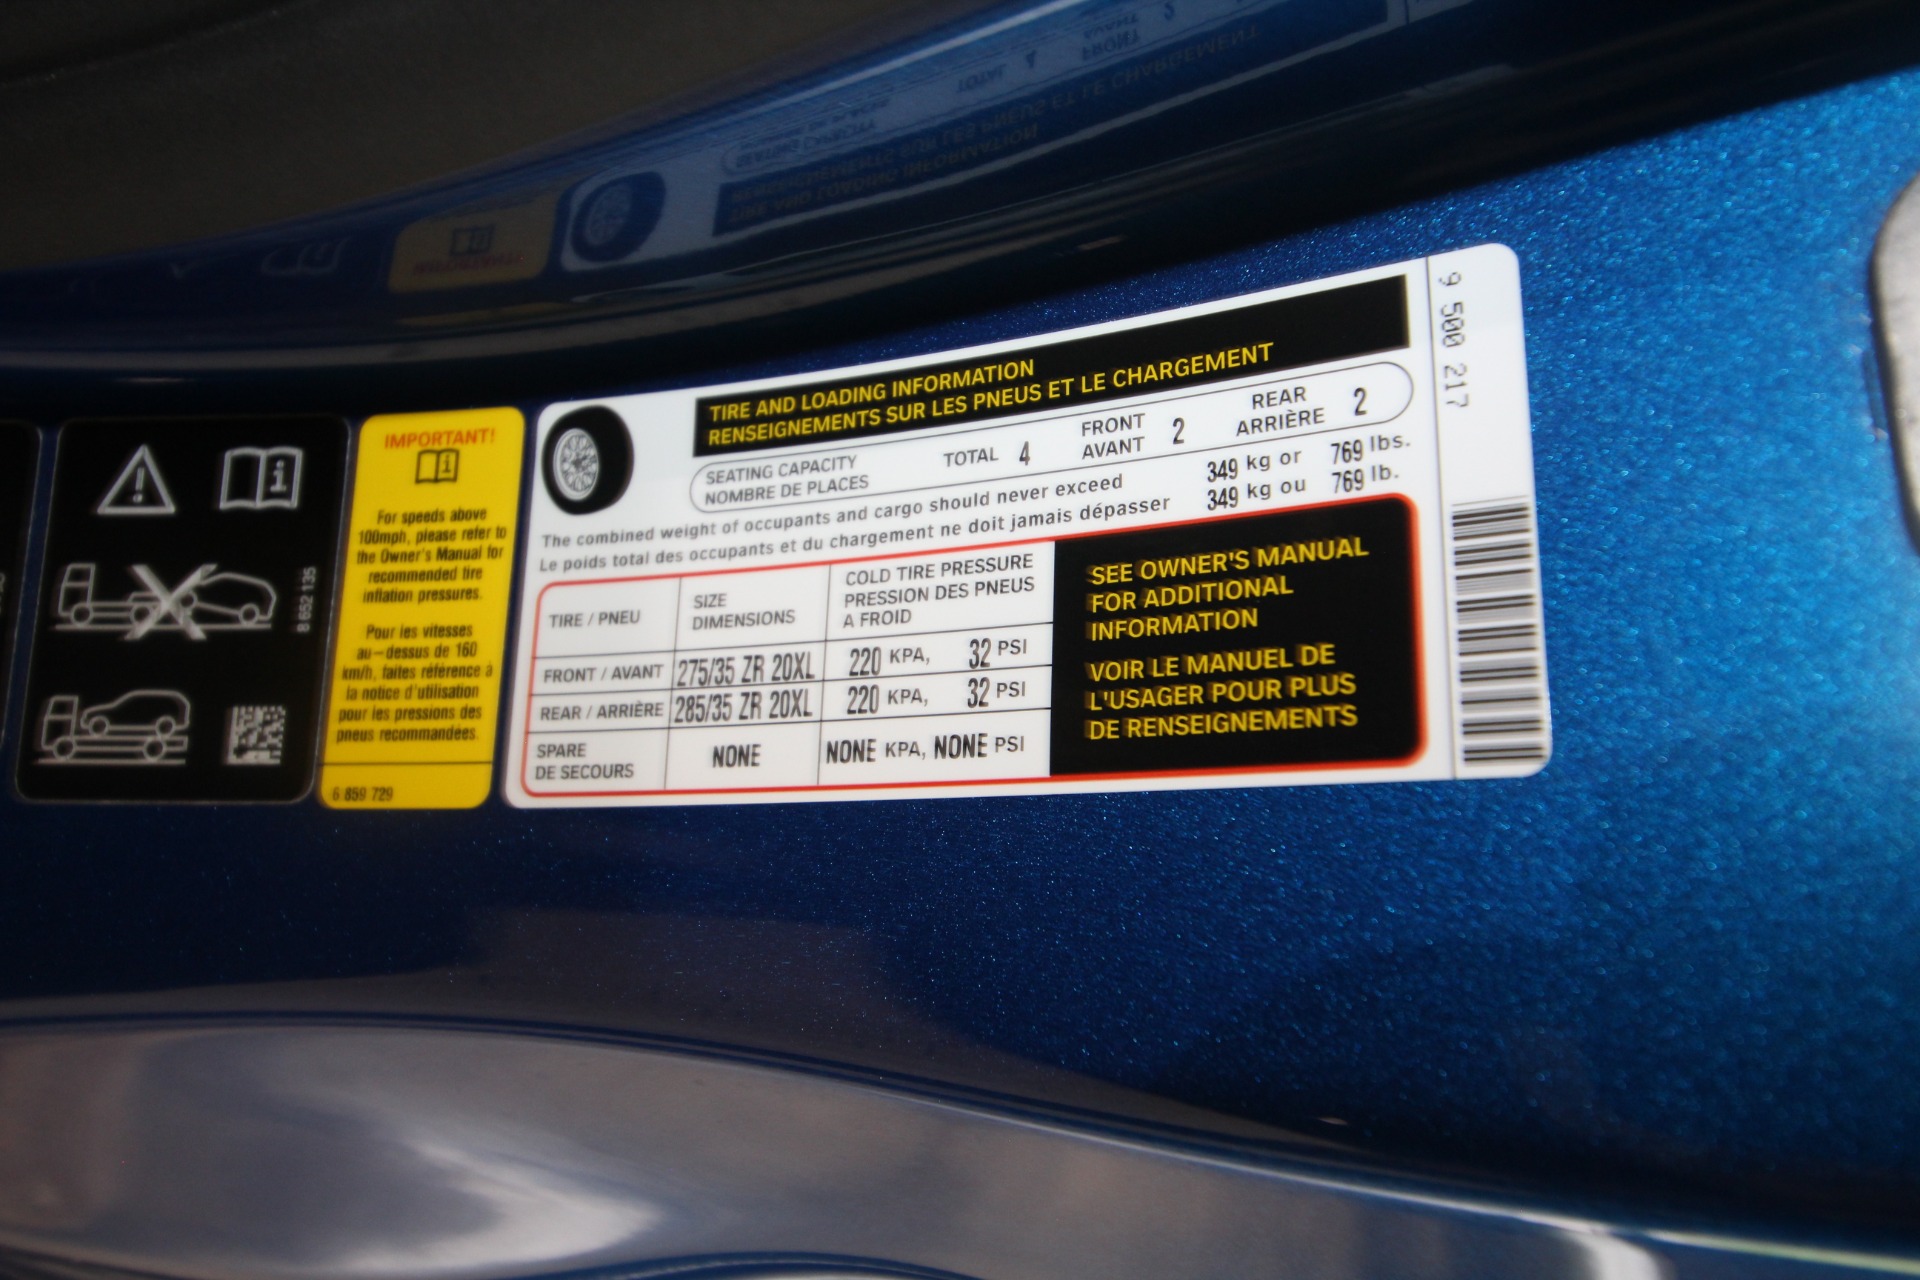 8 652 135
IMPORTANT!
For speeds above
100mph, please refer to
the Owner's Manual for
recommended tire
inflation pressures.
Pour les vitesses
au-dessus de 160
km/h, faites référence à
la notice d'utilisation
pour les pressions des
pneus recommandées.
6 859 729
TIRE AND LOADING INFORMATION
RENSEIGNEMENTS SUR LES PNEUS ET LE CHARGEMENT
SEATING CAPACITY
NOMBRE DE PLACES
TOTAL 4
FRONT
AVANT 2
REAR
ARRIÈRE 2
The combined weight of occupants and cargo should never exceed 349 kg or 769 lbs.
Le poids total des occupants et du chargement ne doit jamais dépasser 349 kg ou 769 lb.
TIRE / PNEU
SIZE
DIMENSIONS
COLD TIRE PRESSURE
PRESSION DES PNEUS
A FROID
FRONT / AVANT 275/35 ZR 20XL 220 KPA, 32 PSI
REAR / ARRIÈRE 285/35 ZR 20XL 220 KPA, 32 PSI
SPARE
DE SECOURS
NONE NONE KPA, NONE PSI
SEE OWNER'S MANUAL
FOR ADDITIONAL
INFORMATION
VOIR LE MANUEL DE
L'USAGER POUR PLUS
DE RENSEIGNEMENTS
9 500 217